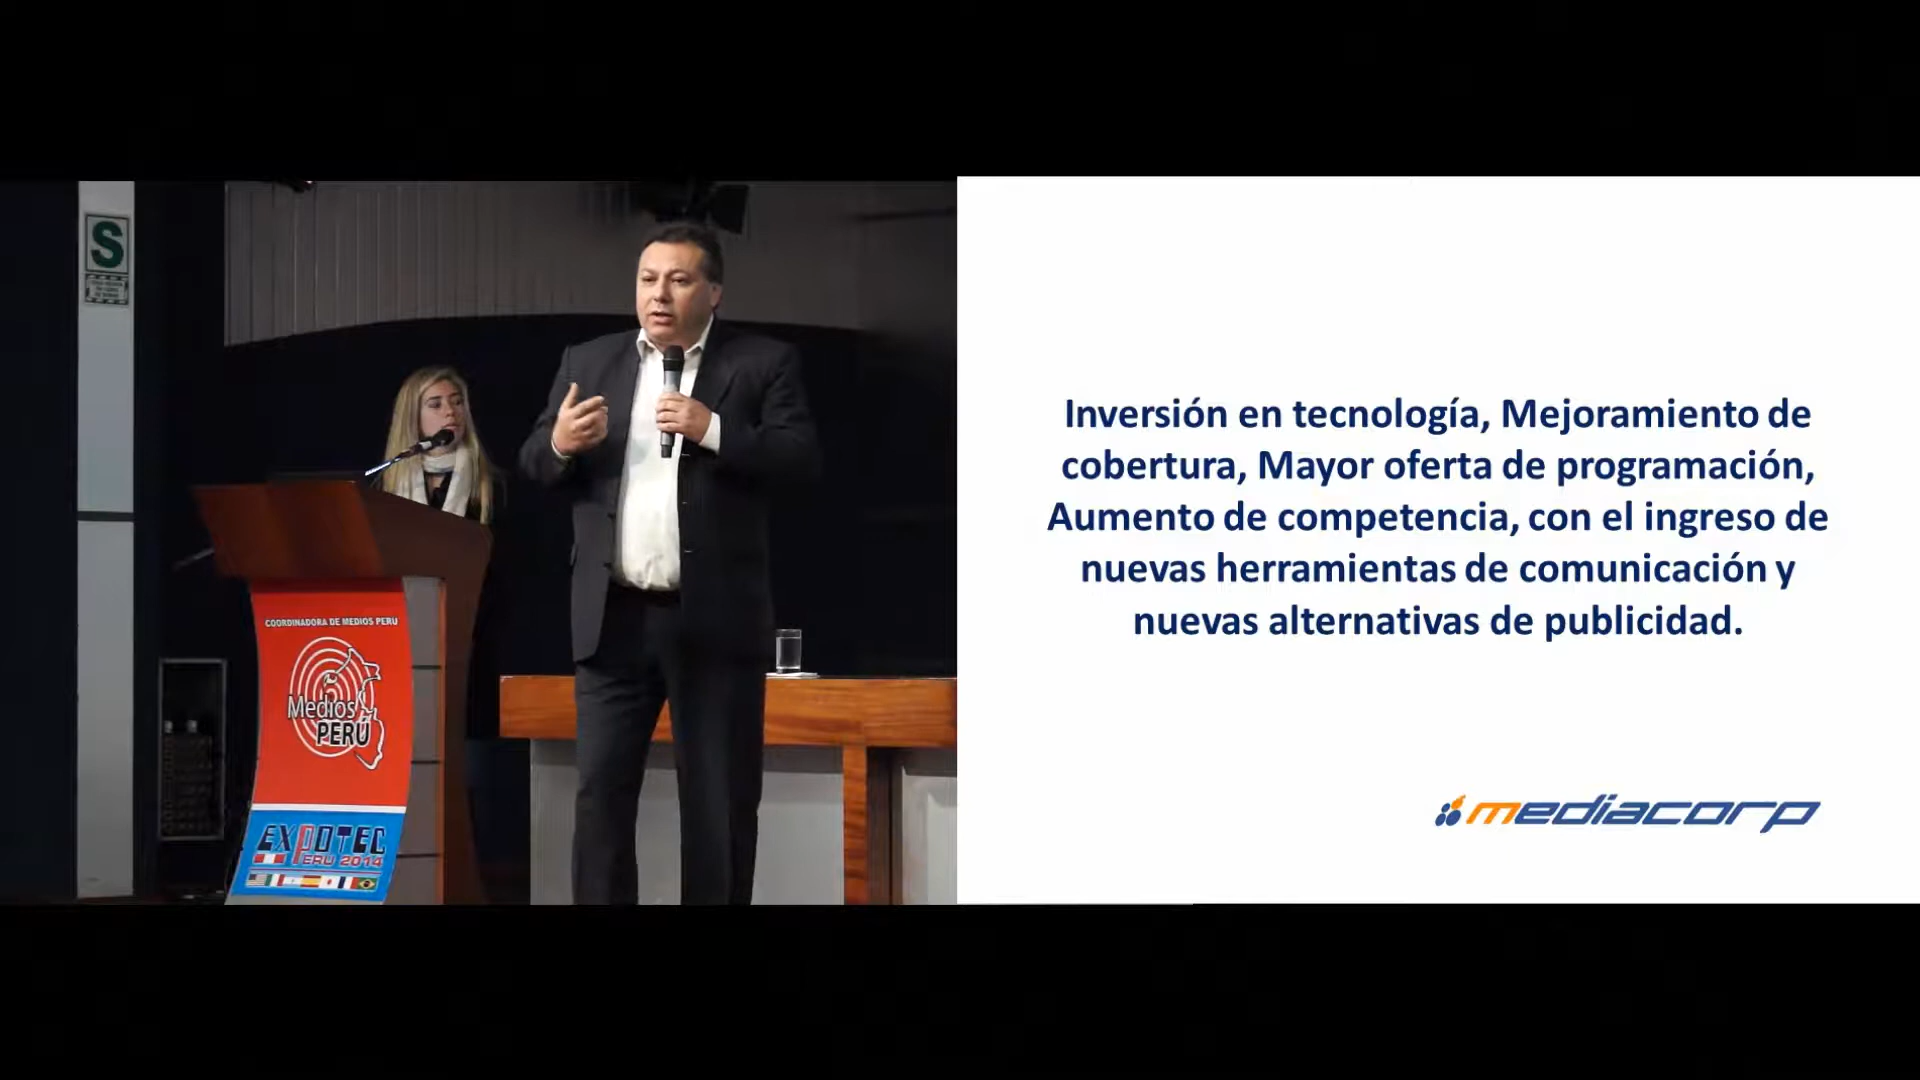 S
COORDINADORA DE MEDIOS PERU
Medios
PERÚ
EXPOTEC
PERU 2014
Inversión en tecnología, Mejoramiento de
cobertura, Mayor oferta de programación,
Aumento de competencia, con el ingreso de
nuevas herramientas de comunicación y
nuevas alternativas de publicidad.
mediacorp